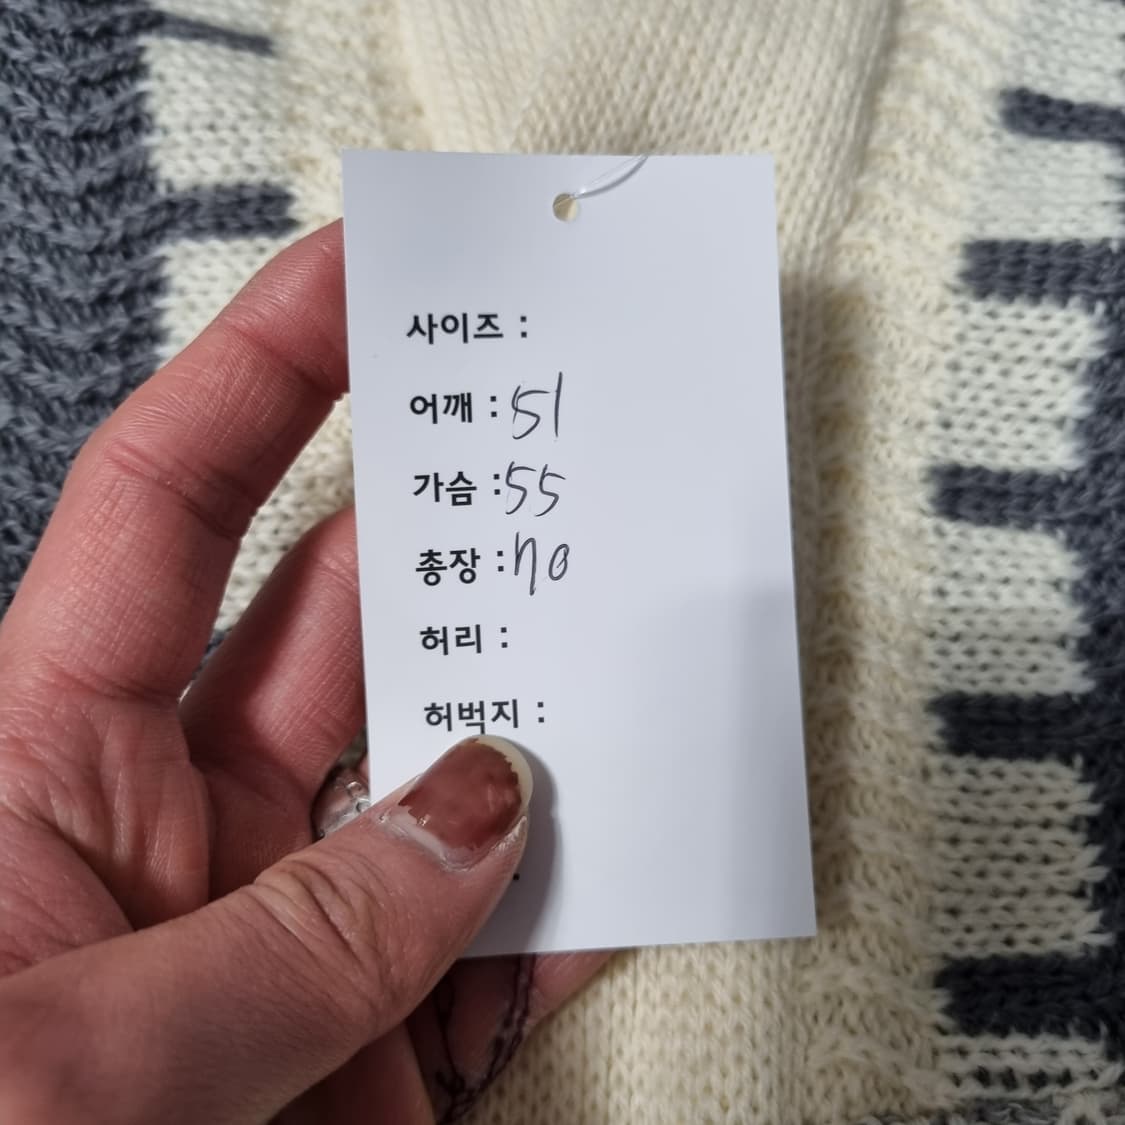 사이즈 :
어깨 : 51
가슴 : 55
총장 : 70
허리 :
허벅지 :